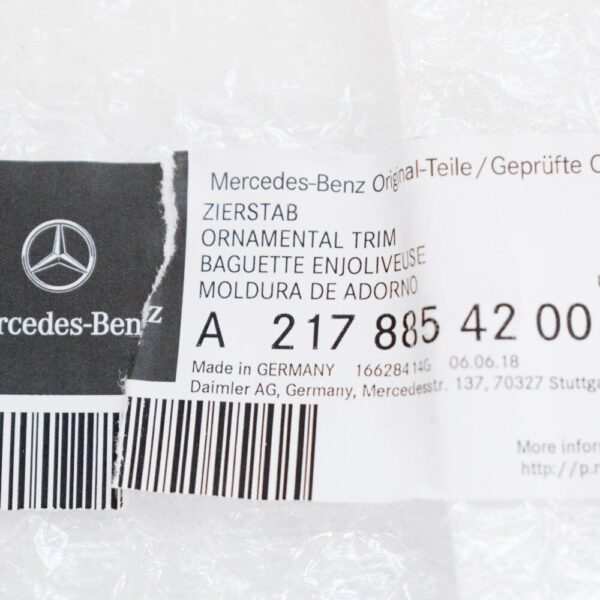 Mercedes-Benz Original-Teile/Geprüfte
ZIERSTAB
ORNAMENTAL TRIM
BAGUETTE ENJOLIVEUSE
MOLDURA DE ADORNO
rcedes-Benz
A 217 885 42 00
Made in GERMANY 16628414G 06.06.18
Daimler AG, Germany, Mercedesstr. 137, 70327 Stuttga
More infor
http://p.